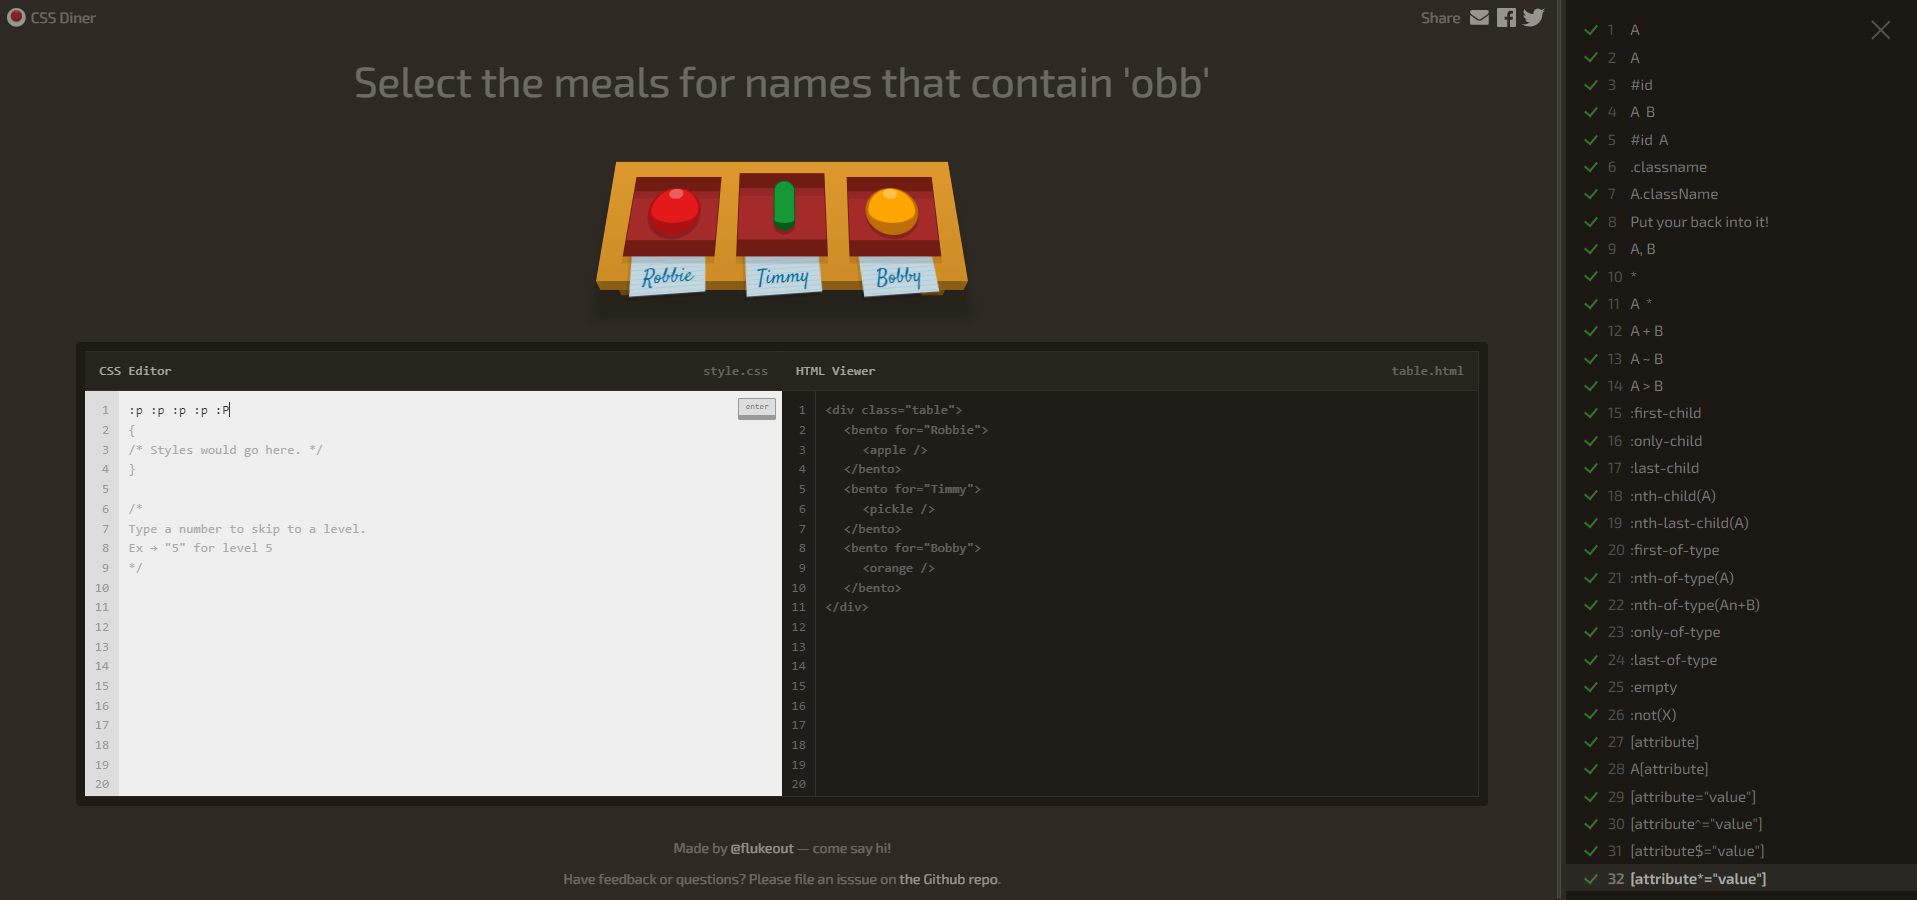 CSS Diner
Share
Select the meals for names that contain 'obb'
Robbie
Timmy
Bobby
CSS Editor
style.css
1 :p :p :p :p :P
enter
2 {
3 /* Styles would go here. */
4 }
5
6 /*
7 Type a number to skip to a level.
8 Ex → "5" for level 5
9 */
10
11
12
13
14
15
16
17
18
19
20
HTML Viewer
table.html
1 <div class="table">
2 <bento for="Robbie">
3 <apple />
4 </bento>
5 <bento for="Timmy">
6 <pickle />
7 </bento>
8 <bento for="Bobby">
9 <orange />
10 </bento>
11 </div>
12
13
14
15
16
17
18
19
20
Made by @flukeout — come say hi!
Have feedback or questions? Please file an isssue on the Github repo.
1 A
2 A
3 #id
4 A B
5 #id A
6 .classname
7 A.className
8 Put your back into it!
9 A, B
10 *
11 A *
12 A + B
13 A ~ B
14 A > B
15 :first-child
16 :only-child
17 :last-child
18 :nth-child(A)
19 :nth-last-child(A)
20 :first-of-type
21 :nth-of-type(A)
22 :nth-of-type(An+B)
23 :only-of-type
24 :last-of-type
25 :empty
26 :not(X)
27 [attribute]
28 A[attribute]
29 [attribute="value"]
30 [attribute^="value"]
31 [attribute$="value"]
32 [attribute*="value"]